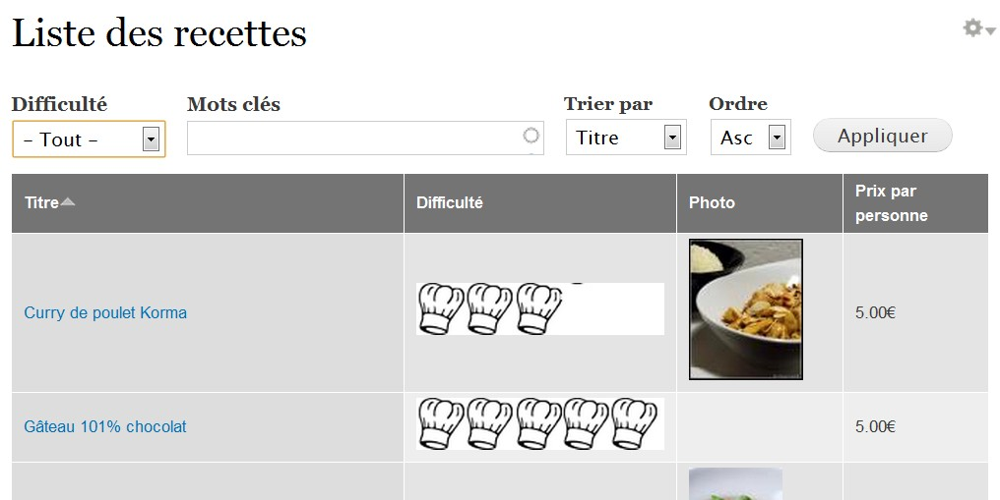 Liste des recettes
Difficulté Mots clés Trier par Ordre
– Tout – Titre Asc Appliquer
Titre Difficulté Photo Prix par
personne
Curry de poulet Korma 5.00€
Gâteau 101% chocolat 5.00€